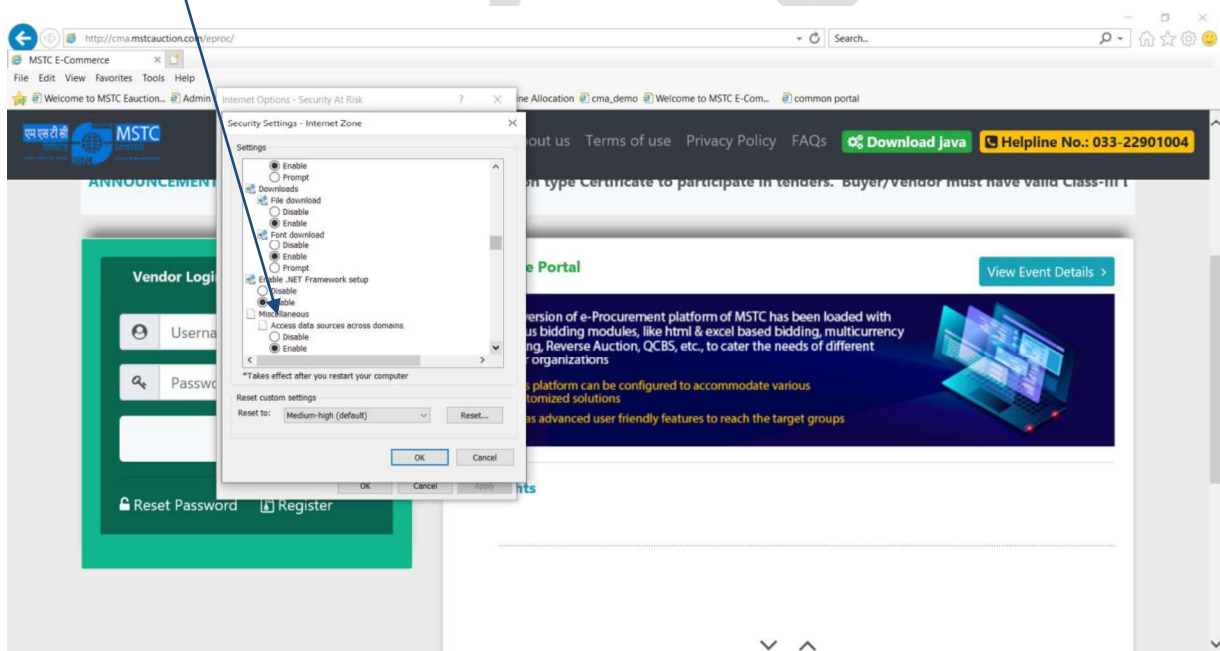 http://cma.mstcauction.com/eproc/
Search...
MSTC E-Commerce
File Edit View Favorites Tools Help
Welcome to MSTC Eauction... Admin
ine Allocation cma_demo Welcome to MSTC E-Com... common portal
Internet Options - Security At Risk ?
Security Settings - Internet Zone
एम एस टी सी
MSTC
LIMITED
out us Terms of use Privacy Policy FAQs Download Java Helpline No.: 033-22901004
ANNOUNCEMENT
on type Certificate to participate in tenders. Buyer/Vendor must have valid Class-III
Settings
Enable
Prompt
Downloads
File download
Disable
Enable
Font download
Disable
Enable
Prompt
Enable .NET Framework setup
Disable
Enable
Miscellaneous
Access data sources across domains
Disable
Enable
*Takes effect after you restart your computer
Reset custom settings
Reset to: Medium-high (default) Reset...
OK Cancel
OK Cancel Apply
Vendor Logi
Userna
Passwo
Reset Password Register
e Portal
View Event Details >
version of e-Procurement platform of MSTC has been loaded with
us bidding modules, like html & excel based bidding, multicurrency
ng, Reverse Auction, QCBS, etc., to cater the needs of different
organizations
s platform can be configured to accommodate various
tomized solutions
as advanced user friendly features to reach the target groups
nts